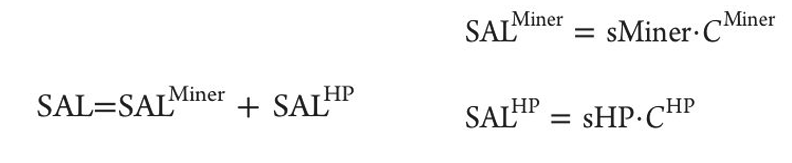 SAL=SAL^Miner + SAL^HP
SAL^Miner = sMiner·C^Miner
SAL^HP = sHP·C^HP